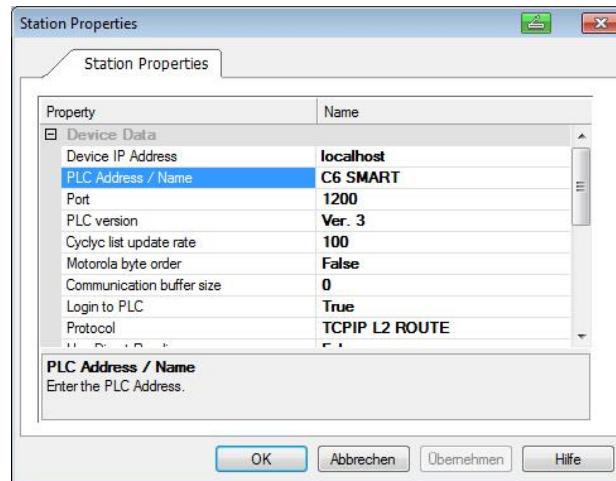 Station Properties
Station Properties
Property Name
Device Data
Device IP Address localhost
PLC Address / Name C6 SMART
Port 1200
PLC version Ver. 3
Cyclyc list update rate 100
Motorola byte order False
Communication buffer size 0
Login to PLC True
Protocol TCPIP L2 ROUTE
PLC Address / Name
Enter the PLC Address.
OK Abbrechen Übernehmen Hilfe